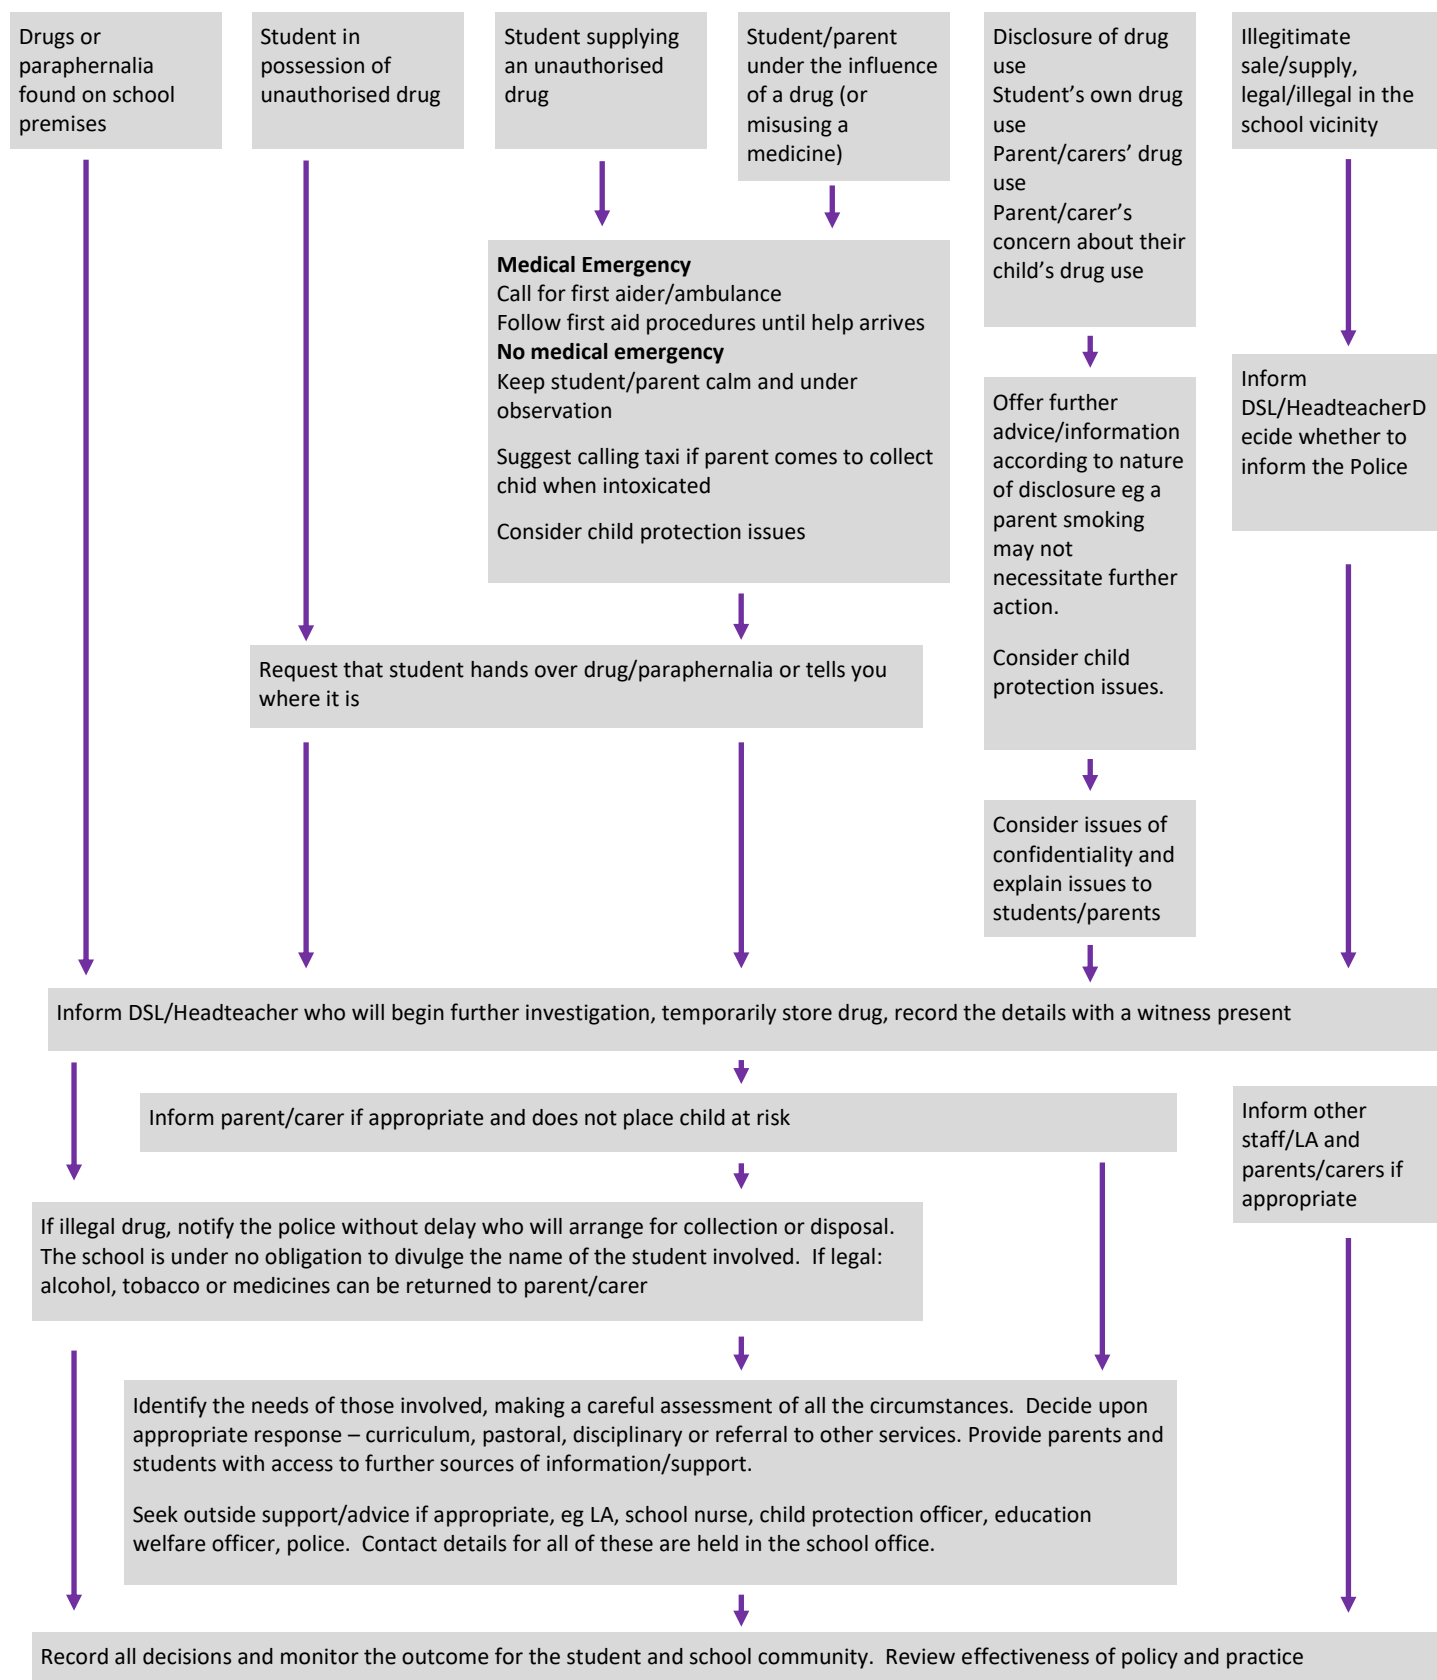 Drugs or
paraphernalia
found on school
premises
Student in
possession of
unauthorised drug
Student supplying
an unauthorised
drug
Student/parent
under the influence
of a drug (or
misusing a
medicine)
Disclosure of drug
use
Student’s own drug
use
Parent/carers’ drug
use
Parent/carer’s
concern about their
child’s drug use
Illegitimate
sale/supply,
legal/illegal in the
school vicinity
Medical Emergency
Call for first aider/ambulance
Follow first aid procedures until help arrives
No medical emergency
Keep student/parent calm and under
observation
Suggest calling taxi if parent comes to collect
chid when intoxicated
Consider child protection issues
Offer further
advice/information
according to nature
of disclosure eg a
parent smoking
may not
necessitate further
action.
Consider child
protection issues.
Inform
DSL/HeadteacherD
ecide whether to
inform the Police
Request that student hands over drug/paraphernalia or tells you
where it is
Consider issues of
confidentiality and
explain issues to
students/parents
Inform DSL/Headteacher who will begin further investigation, temporarily store drug, record the details with a witness present
Inform parent/carer if appropriate and does not place child at risk
Inform other
staff/LA and
parents/carers if
appropriate
If illegal drug, notify the police without delay who will arrange for collection or disposal.
The school is under no obligation to divulge the name of the student involved.  If legal:
alcohol, tobacco or medicines can be returned to parent/carer
Identify the needs of those involved, making a careful assessment of all the circumstances.  Decide upon
appropriate response – curriculum, pastoral, disciplinary or referral to other services. Provide parents and
students with access to further sources of information/support.
Seek outside support/advice if appropriate, eg LA, school nurse, child protection officer, education
welfare officer, police.  Contact details for all of these are held in the school office.
Record all decisions and monitor the outcome for the student and school community.  Review effectiveness of policy and practice